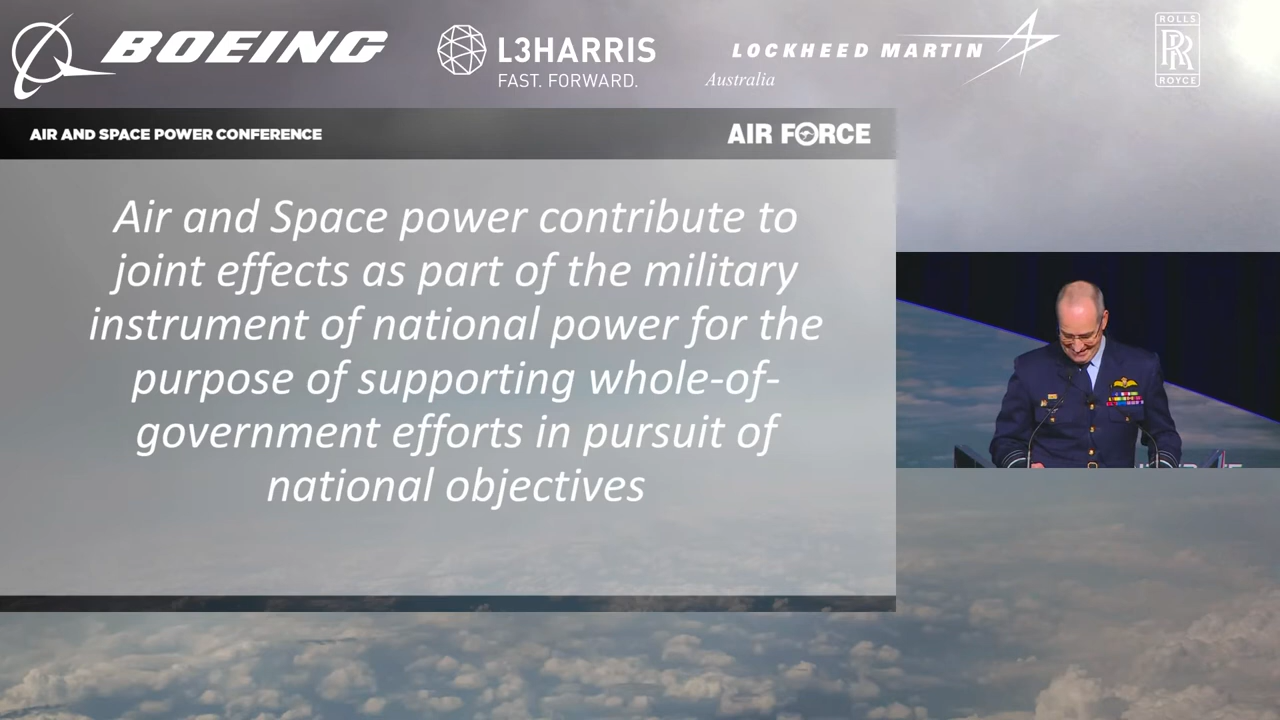 BOEING
L3HARRIS
FAST. FORWARD.
LOCKHEED MARTIN
Australia
ROLLS
RR
ROYCE
AIR AND SPACE POWER CONFERENCE
AIR FORCE
Air and Space power contribute to
joint effects as part of the military
instrument of national power for the
purpose of supporting whole-of-
government efforts in pursuit of
national objectives